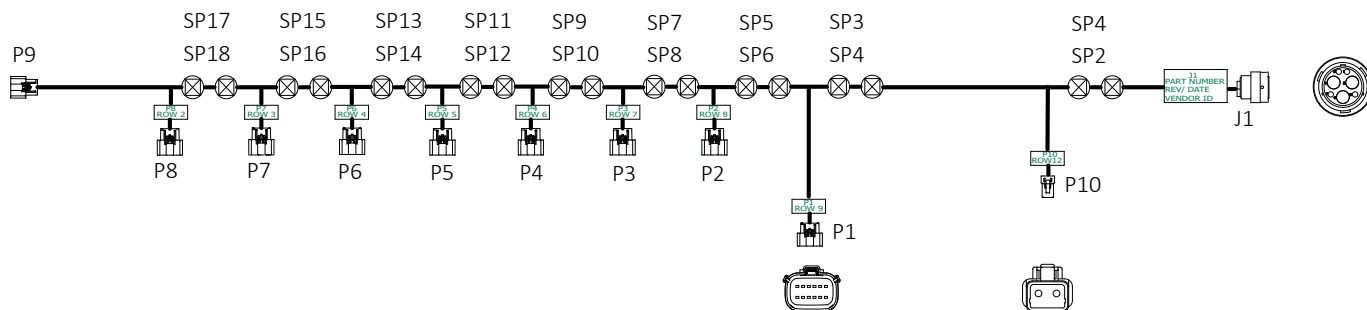 SP17 SP15 SP13 SP11 SP9 SP7 SP5 SP3 SP4
P9 SP18 SP16 SP14 SP12 SP10 SP8 SP6 SP4 SP2
J1
PART NUMBER
REV/ DATE
VENDOR ID
J1
P8
ROW 2
P7
ROW 3
P6
ROW 4
P5
ROW 5
P4
ROW 6
P3
ROW 7
P2
ROW 8
P8 P7 P6 P5 P4 P3 P2
P10
ROW12
P10
P1
ROW 9
P1